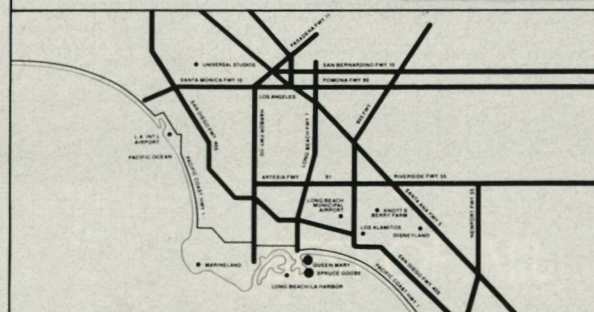 PASADENA FWY 11
UNIVERSAL STUDIOS
SAN BERNARDINO FWY 10
SANTA MONICA FWY 10
POMONA FWY 60
LOS ANGELES
SAN DIEGO FWY 405
HARBOR FWY 110
LONG BEACH FWY 7
605 FWY
L.A. INT'L
AIRPORT
PACIFIC OCEAN
PACIFIC COAST HWY 1
ARTESIA FWY
91
RIVERSIDE FWY
SANTA ANA FWY 5
NEWPORT FWY 55
LONG BEACH
MUNICIPAL
AIRPORT
BERRY FARM
LOS ALAMITOS
DISNEYLAND
MARINELAND
QUEEN MARY
SPRUCE GOOSE
LONG BEACH/LA HARBOR
SAN DIEGO FWY 405
PACIFIC COAST HWY 1